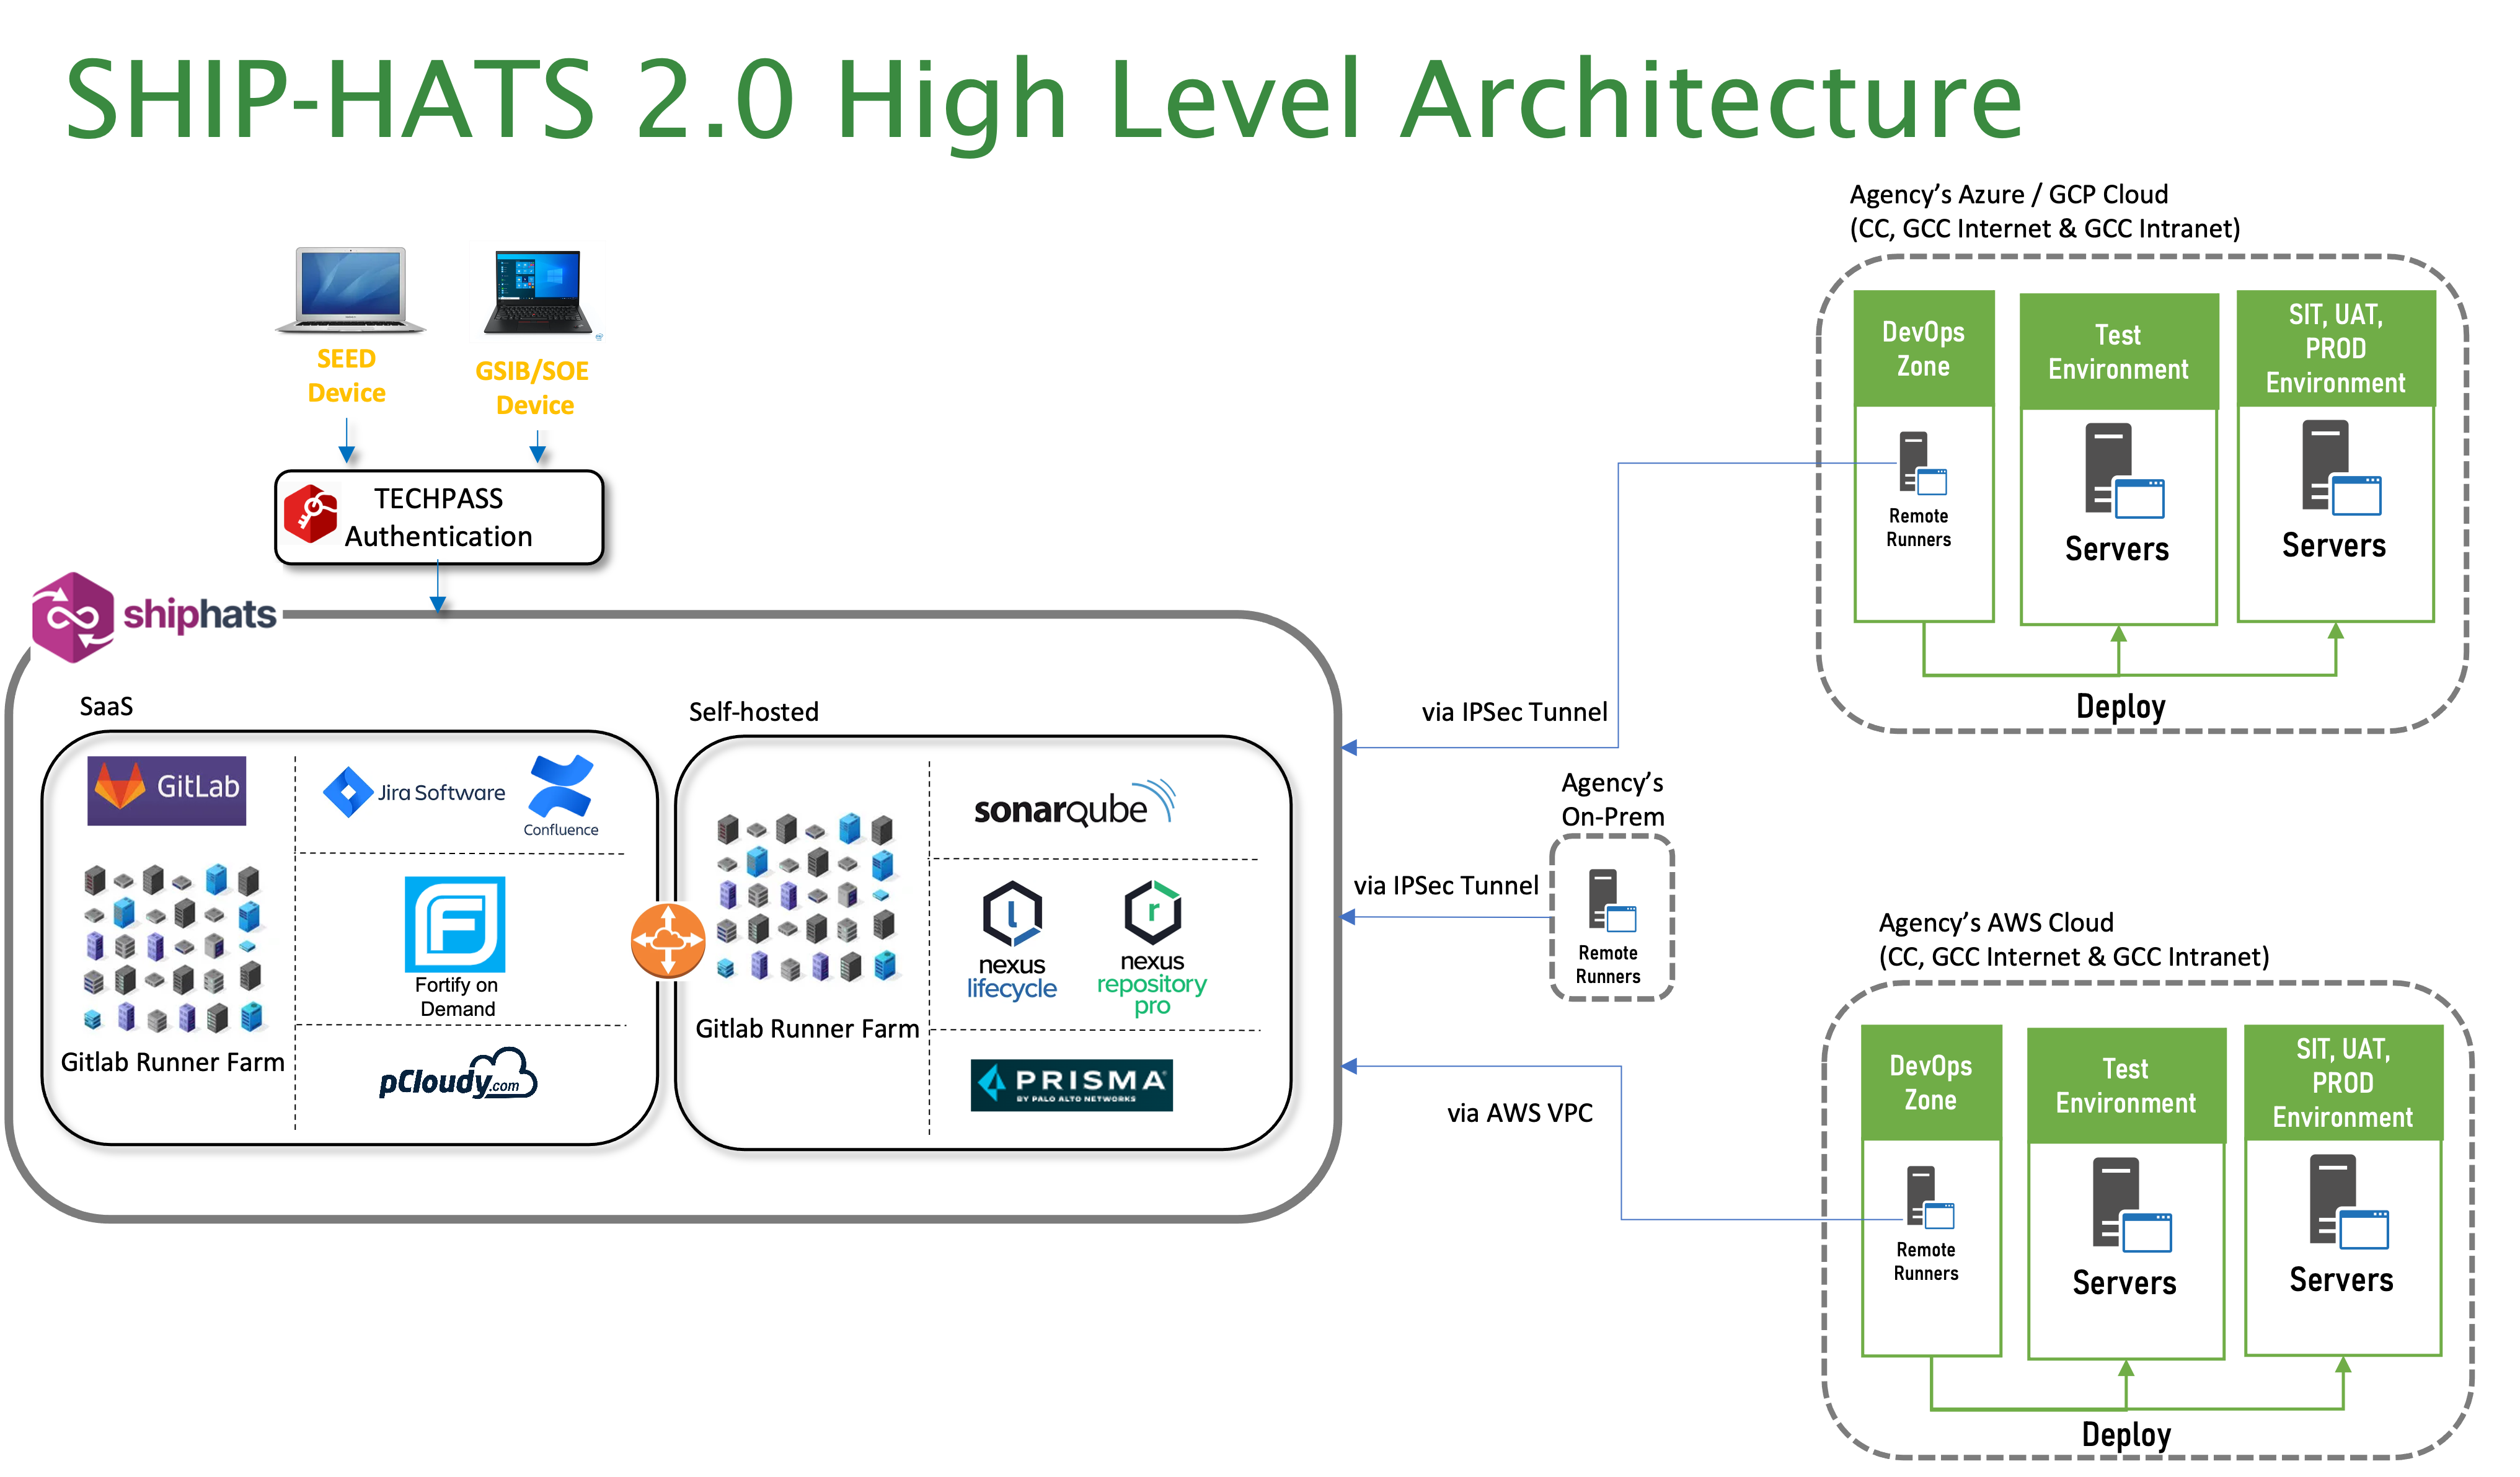 SHIP-HATS 2.0 High Level Architecture
Agency’s Azure / GCP Cloud
(CC, GCC Internet & GCC Intranet)
SEED
Device
GSIB/SOE
Device
TECHPASS
Authentication
DevOps
Zone
Test
Environment
SIT, UAT,
PROD
Environment
Remote
Runners
Servers
Servers
Deploy
shiphats
SaaS
GitLab
Jira Software
Confluence
Fortify on
Demand
Gitlab Runner Farm
pCloudy.com
Self-hosted
sonarqube
nexus
lifecycle
nexus
repository
pro
Gitlab Runner Farm
PRISMA
BY PALO ALTO NETWORKS
via IPSec Tunnel
Agency’s
On-Prem
via IPSec Tunnel
Remote
Runners
via AWS VPC
Agency’s AWS Cloud
(CC, GCC Internet & GCC Intranet)
DevOps
Zone
Test
Environment
SIT, UAT,
PROD
Environment
Remote
Runners
Servers
Servers
Deploy